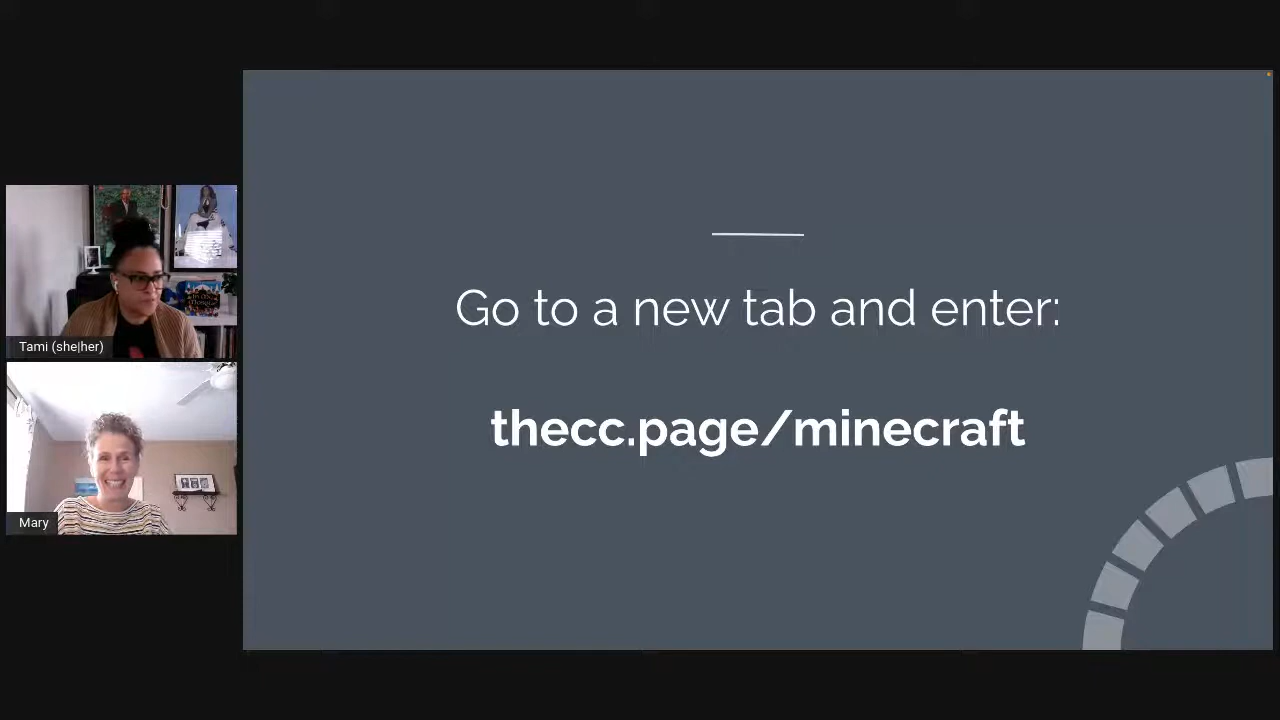 Go to a new tab and enter:
thecc.page/minecraft
Tami (she|her)
Mary